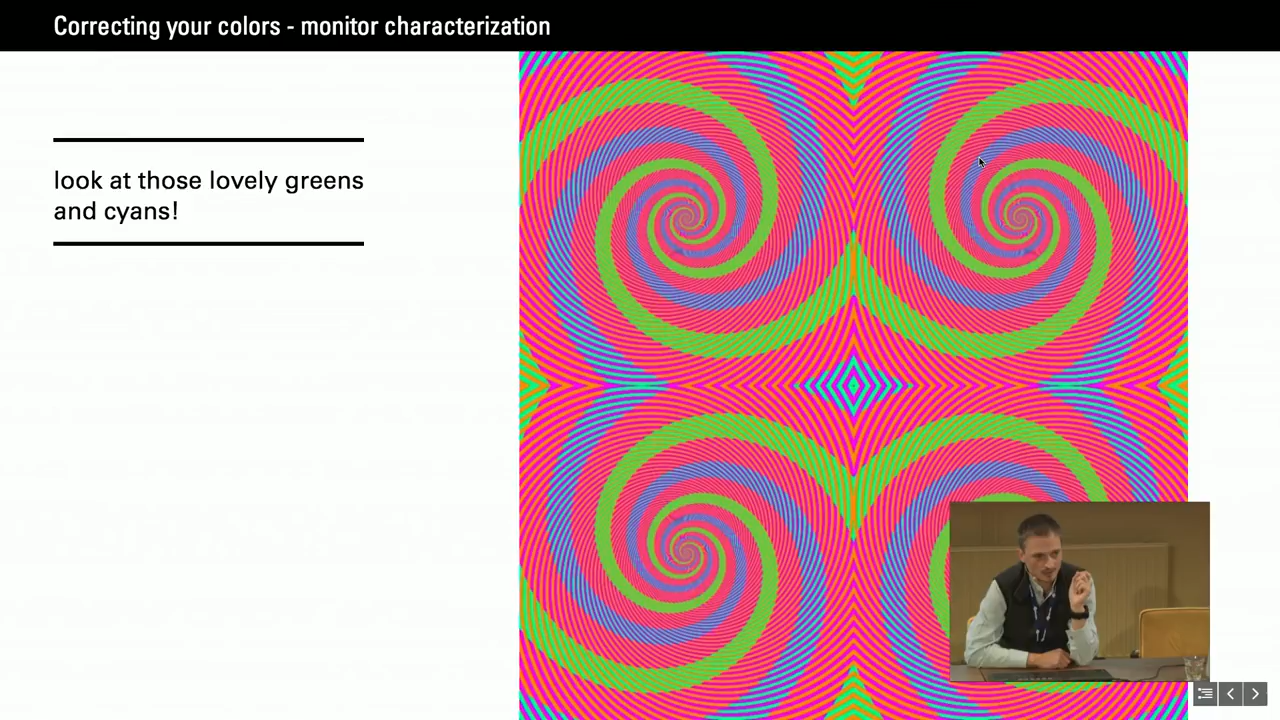 Correcting your colors - monitor characterization
look at those lovely greens
and cyans!